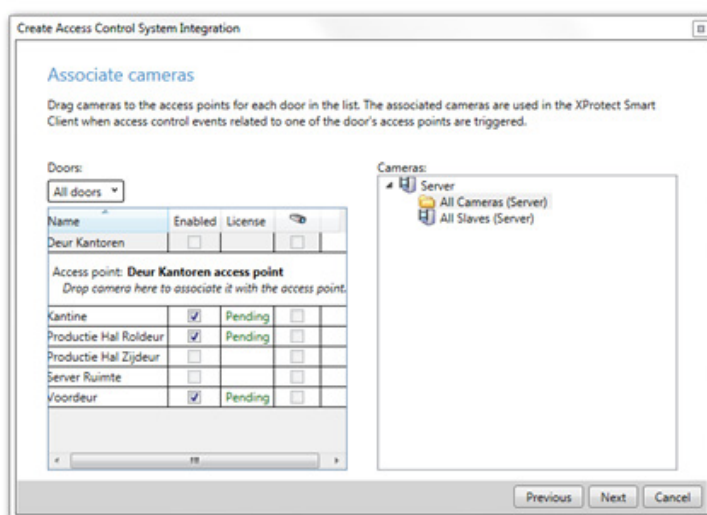 Create Access Control System Integration
Associate cameras
Drag cameras to the access points for each door in the list. The associated cameras are used in the XProtect Smart
Client when access control events related to one of the door's access points are triggered.
Doors:
All doors
Name Enabled License
Deur Kantoren
Access point: Deur Kantoren access point
Drop camera here to associate it with the access point.
Kantine Pending
Productie Hal Roldeur Pending
Productie Hal Zijdeur
Server Ruimte
Voordeur Pending
Cameras:
Server
All Cameras (Server)
All Slaves (Server)
Previous Next Cancel